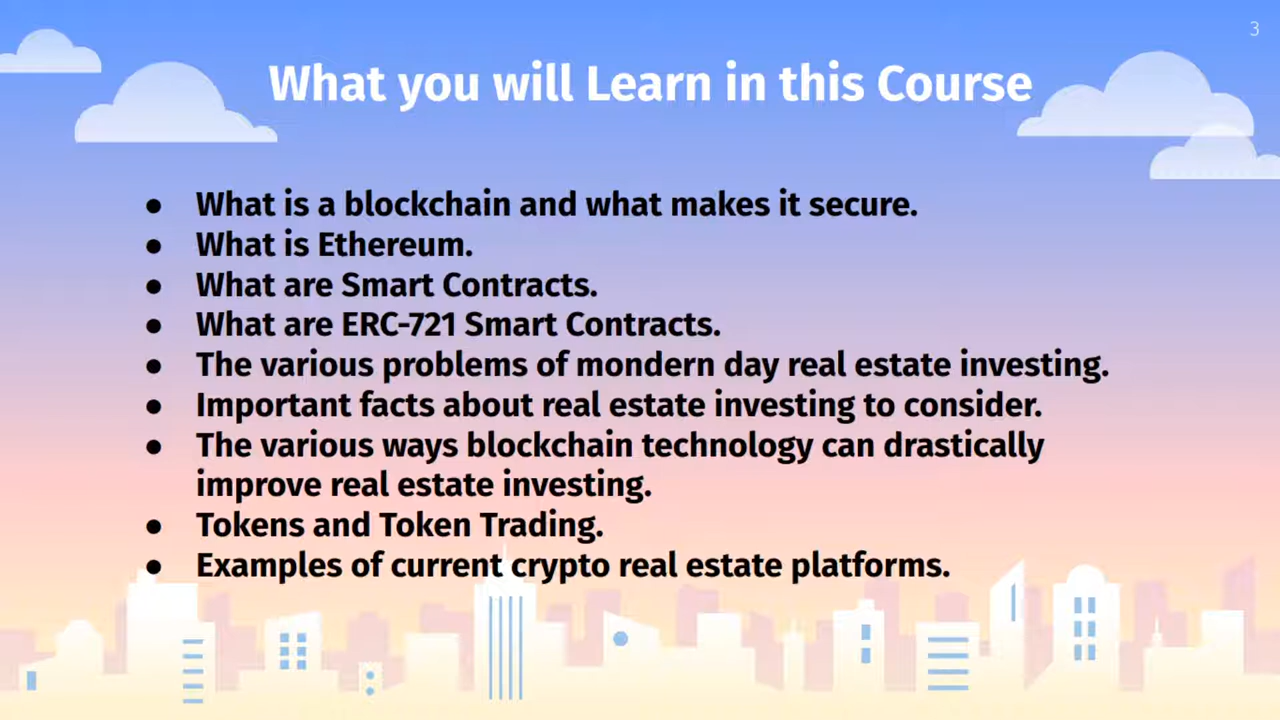 3
What you will Learn in this Course
● What is a blockchain and what makes it secure.
● What is Ethereum.
● What are Smart Contracts.
● What are ERC-721 Smart Contracts.
● The various problems of mondern day real estate investing.
● Important facts about real estate investing to consider.
● The various ways blockchain technology can drastically
improve real estate investing.
● Tokens and Token Trading.
● Examples of current crypto real estate platforms.